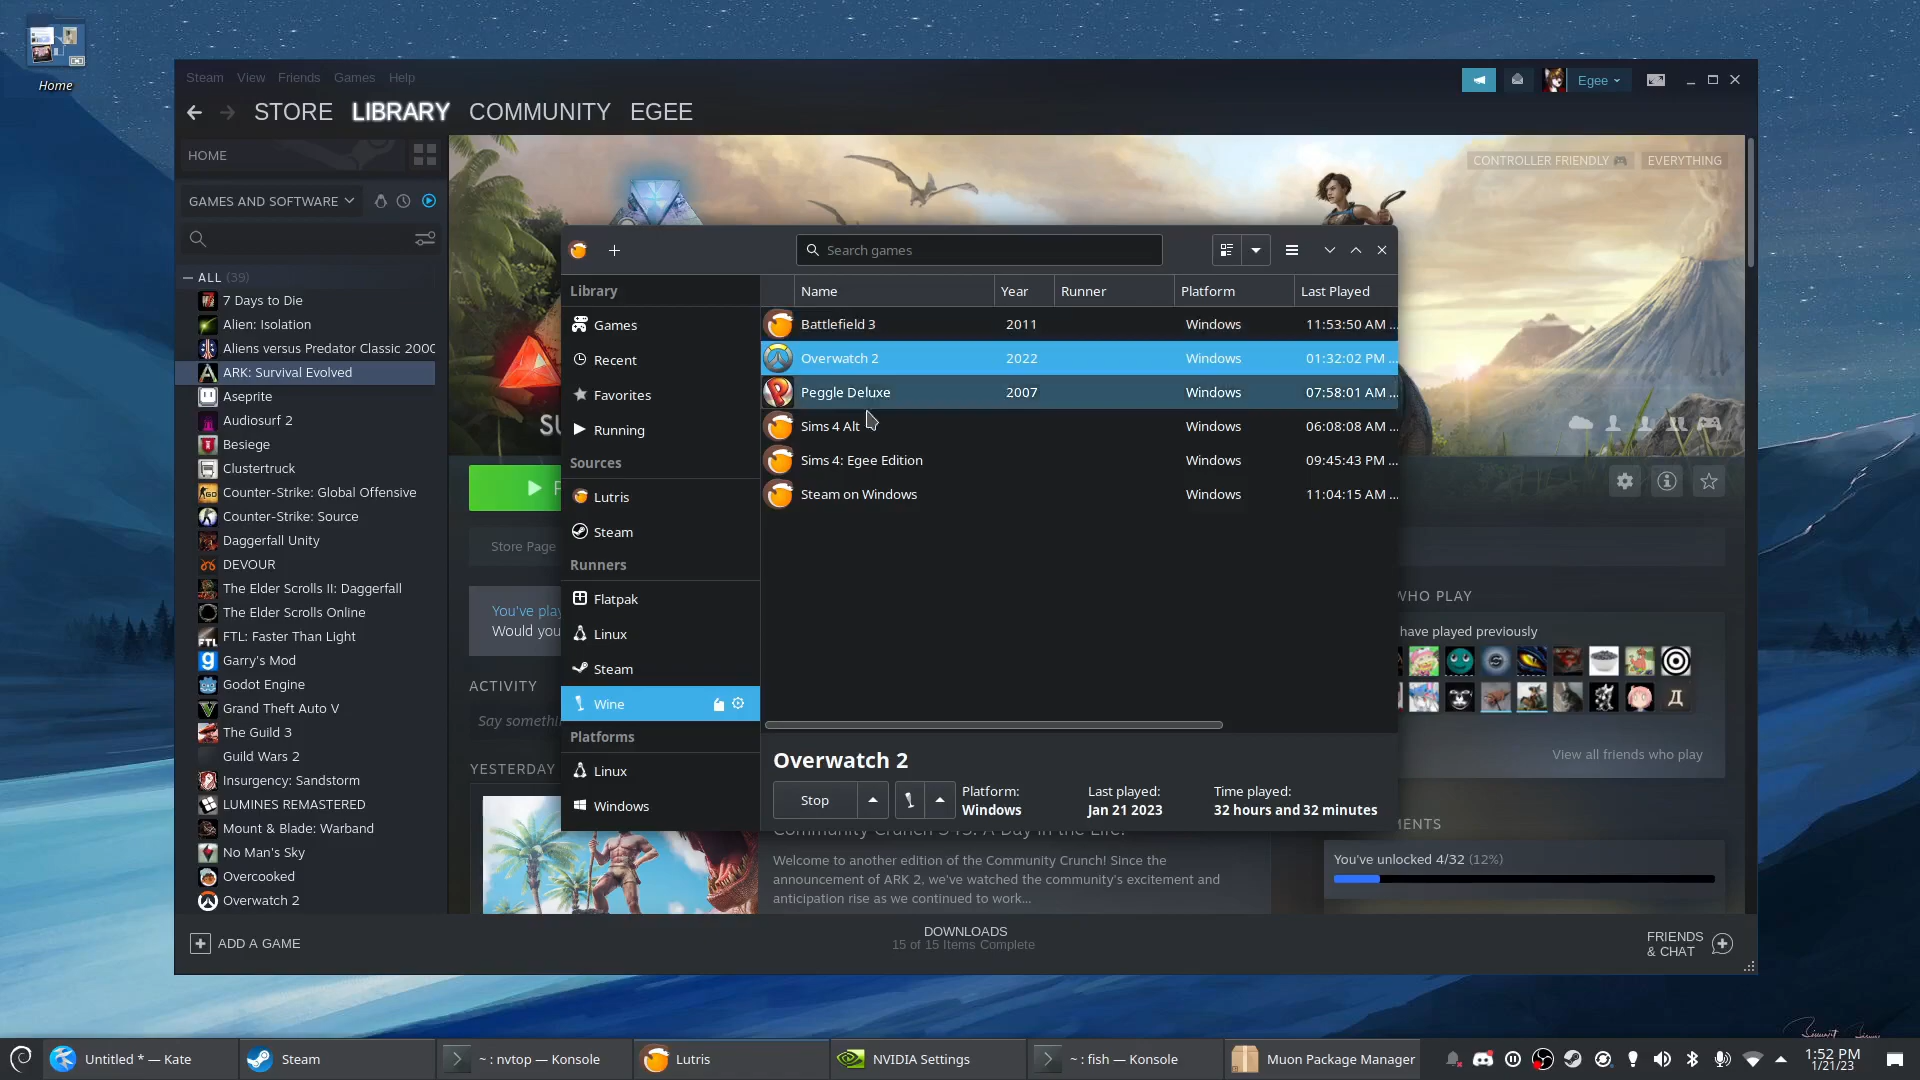 Home
Steam View Friends Games Help
Egee
STORE LIBRARY COMMUNITY EGEE
HOME
CONTROLLER FRIENDLY
EVERYTHING
GAMES AND SOFTWARE
ALL (39)
7 Days to Die
Alien: Isolation
Aliens versus Predator Classic 2000
ARK: Survival Evolved
Aseprite
Audiosurf 2
Besiege
Clustertruck
Counter-Strike: Global Offensive
Counter-Strike: Source
Daggerfall Unity
DEVOUR
The Elder Scrolls II: Daggerfall
The Elder Scrolls Online
FTL: Faster Than Light
Garry's Mod
Godot Engine
Grand Theft Auto V
The Guild 3
Guild Wars 2
Insurgency: Sandstorm
LUMINES REMASTERED
Mount & Blade: Warband
No Man's Sky
Overcooked
Overwatch 2
Search games
Library
Games
Recent
Favorites
Running
Sources
Lutris
Steam
Runners
Flatpak
Linux
Steam
Wine
Platforms
Linux
Windows
Name Year Runner Platform Last Played
Battlefield 3 2011 Windows 11:53:50 AM ...
Overwatch 2 2022 Windows 01:32:02 PM ...
Peggle Deluxe 2007 Windows 07:58:01 AM ...
Sims 4 Alt Windows 06:08:08 AM ...
Sims 4: Egee Edition Windows 09:45:43 PM ...
Steam on Windows Windows 11:04:15 AM ...
Overwatch 2
Stop
Platform:
Windows
Last played:
Jan 21 2023
Time played:
32 hours and 32 minutes
SU
Store Page
You've play
Would you
ACTIVITY
Say somethi
YESTERDAY
Welcome to another edition of the Community Crunch! Since the
announcement of ARK 2, we've watched the community's excitement and
anticipation rise as we continued to work...
WHO PLAY
have played previously
View all friends who play
MENTS
You've unlocked 4/32 (12%)
ADD A GAME
DOWNLOADS
15 of 15 Items Complete
FRIENDS
& CHAT
Untitled * — Kate
Steam
~ : nvtop — Konsole
Lutris
NVIDIA Settings
~ : fish — Konsole
Muon Package Manager
1:52 PM
1/21/23